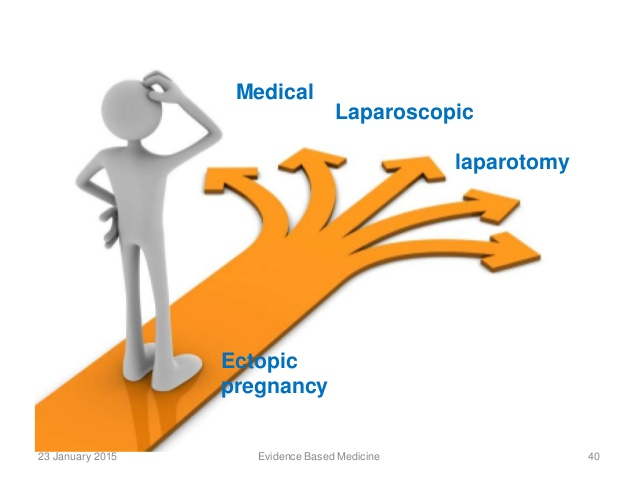 Medical
Laparoscopic
laparotomy
Ectopic
pregnancy
23 January 2015
Evidence Based Medicine
40